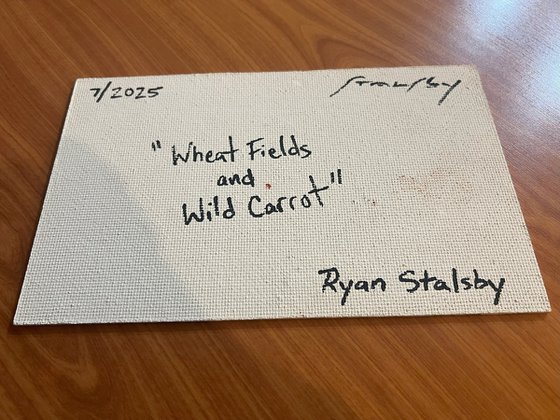 7/2025 Stalsby
"Wheat Fields
and
Wild Carrot"
Ryan Stalsby